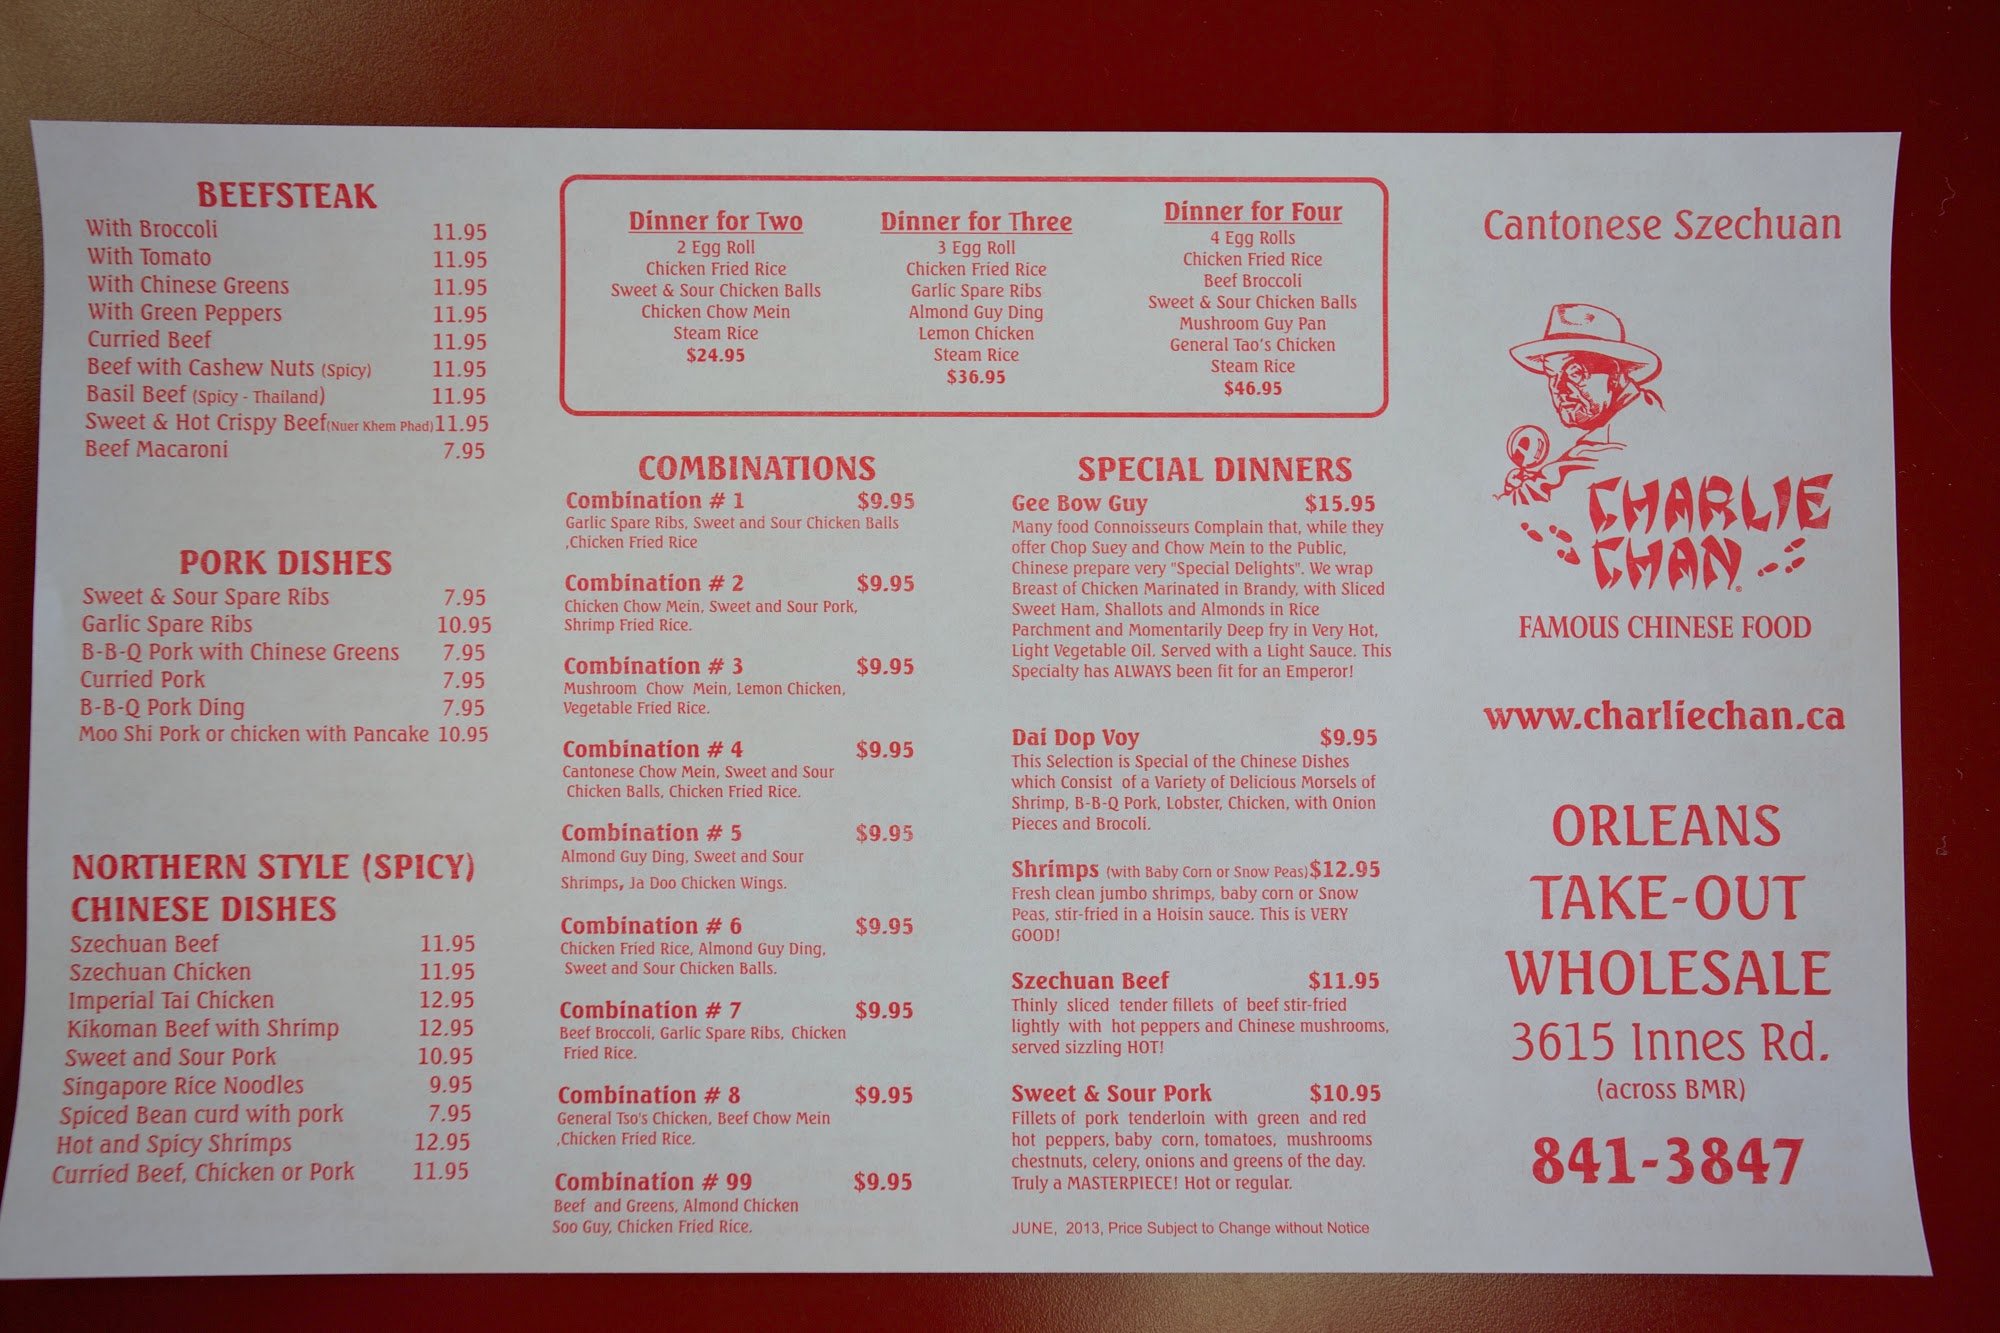 BEEFSTEAK
With Broccoli 11.95
With Tomato 11.95
With Chinese Greens 11.95
With Green Peppers 11.95
Curried Beef 11.95
Beef with Cashew Nuts (Spicy) 11.95
Basil Beef (Spicy - Thailand) 11.95
Sweet & Hot Crispy Beef(Nuer Khem Phad) 11.95
Beef Macaroni 7.95
PORK DISHES
Sweet & Sour Spare Ribs 7.95
Garlic Spare Ribs 10.95
B-B-Q Pork with Chinese Greens 7.95
Curried Pork 7.95
B-B-Q Pork Ding 7.95
Moo Shi Pork or chicken with Pancake 10.95
NORTHERN STYLE (SPICY)
CHINESE DISHES
Szechuan Beef 11.95
Szechuan Chicken 11.95
Imperial Tai Chicken 12.95
Kikoman Beef with Shrimp 12.95
Sweet and Sour Pork 10.95
Singapore Rice Noodles 9.95
Spiced Bean curd with pork 7.95
Hot and Spicy Shrimps 12.95
Curried Beef, Chicken or Pork 11.95
Dinner for Two
2 Egg Roll
Chicken Fried Rice
Sweet & Sour Chicken Balls
Chicken Chow Mein
Steam Rice
$24.95
Dinner for Three
3 Egg Roll
Chicken Fried Rice
Garlic Spare Ribs
Almond Guy Ding
Lemon Chicken
Steam Rice
$36.95
Dinner for Four
4 Egg Rolls
Chicken Fried Rice
Beef Broccoli
Sweet & Sour Chicken Balls
Mushroom Guy Pan
General Tao's Chicken
Steam Rice
$46.95
COMBINATIONS
Combination # 1 $9.95
Garlic Spare Ribs, Sweet and Sour Chicken Balls
,Chicken Fried Rice
Combination # 2 $9.95
Chicken Chow Mein, Sweet and Sour Pork,
Shrimp Fried Rice.
Combination # 3 $9.95
Mushroom Chow Mein, Lemon Chicken,
Vegetable Fried Rice.
Combination # 4 $9.95
Cantonese Chow Mein, Sweet and Sour
Chicken Balls, Chicken Fried Rice.
Combination # 5 $9.95
Almond Guy Ding, Sweet and Sour
Shrimps, Ja Doo Chicken Wings.
Combination # 6 $9.95
Chicken Fried Rice, Almond Guy Ding,
Sweet and Sour Chicken Balls.
Combination # 7 $9.95
Beef Broccoli, Garlic Spare Ribs, Chicken
Fried Rice.
Combination # 8 $9.95
General Tso's Chicken, Beef Chow Mein
,Chicken Fried Rice.
Combination # 99 $9.95
Beef and Greens, Almond Chicken
Soo Guy, Chicken Fried Rice.
SPECIAL DINNERS
Gee Bow Guy $15.95
Many food Connoisseurs Complain that, while they
offer Chop Suey and Chow Mein to the Public,
Chinese prepare very "Special Delights". We wrap
Breast of Chicken Marinated in Brandy, with Sliced
Sweet Ham, Shallots and Almonds in Rice
Parchment and Momentarily Deep fry in Very Hot,
Light Vegetable Oil. Served with a Light Sauce. This
Specialty has ALWAYS been fit for an Emperor!
Dai Dop Voy $9.95
This Selection is Special of the Chinese Dishes
which Consist of a Variety of Delicious Morsels of
Shrimp, B-B-Q Pork, Lobster, Chicken, with Onion
Pieces and Brocoli.
Shrimps (with Baby Corn or Snow Peas) $12.95
Fresh clean jumbo shrimps, baby corn or Snow
Peas, stir-fried in a Hoisin sauce. This is VERY
GOOD!
Szechuan Beef $11.95
Thinly sliced tender fillets of beef stir-fried
lightly with hot peppers and Chinese mushrooms,
served sizzling HOT!
Sweet & Sour Pork $10.95
Fillets of pork tenderloin with green and red
hot peppers, baby corn, tomatoes, mushrooms
chestnuts, celery, onions and greens of the day.
Truly a MASTERPIECE! Hot or regular.
JUNE, 2013, Price Subject to Change without Notice
Cantonese Szechuan
CHARLIE
CHAN®
FAMOUS CHINESE FOOD
www.charliechan.ca
ORLEANS
TAKE-OUT
WHOLESALE
3615 Innes Rd.
(across BMR)
841-3847